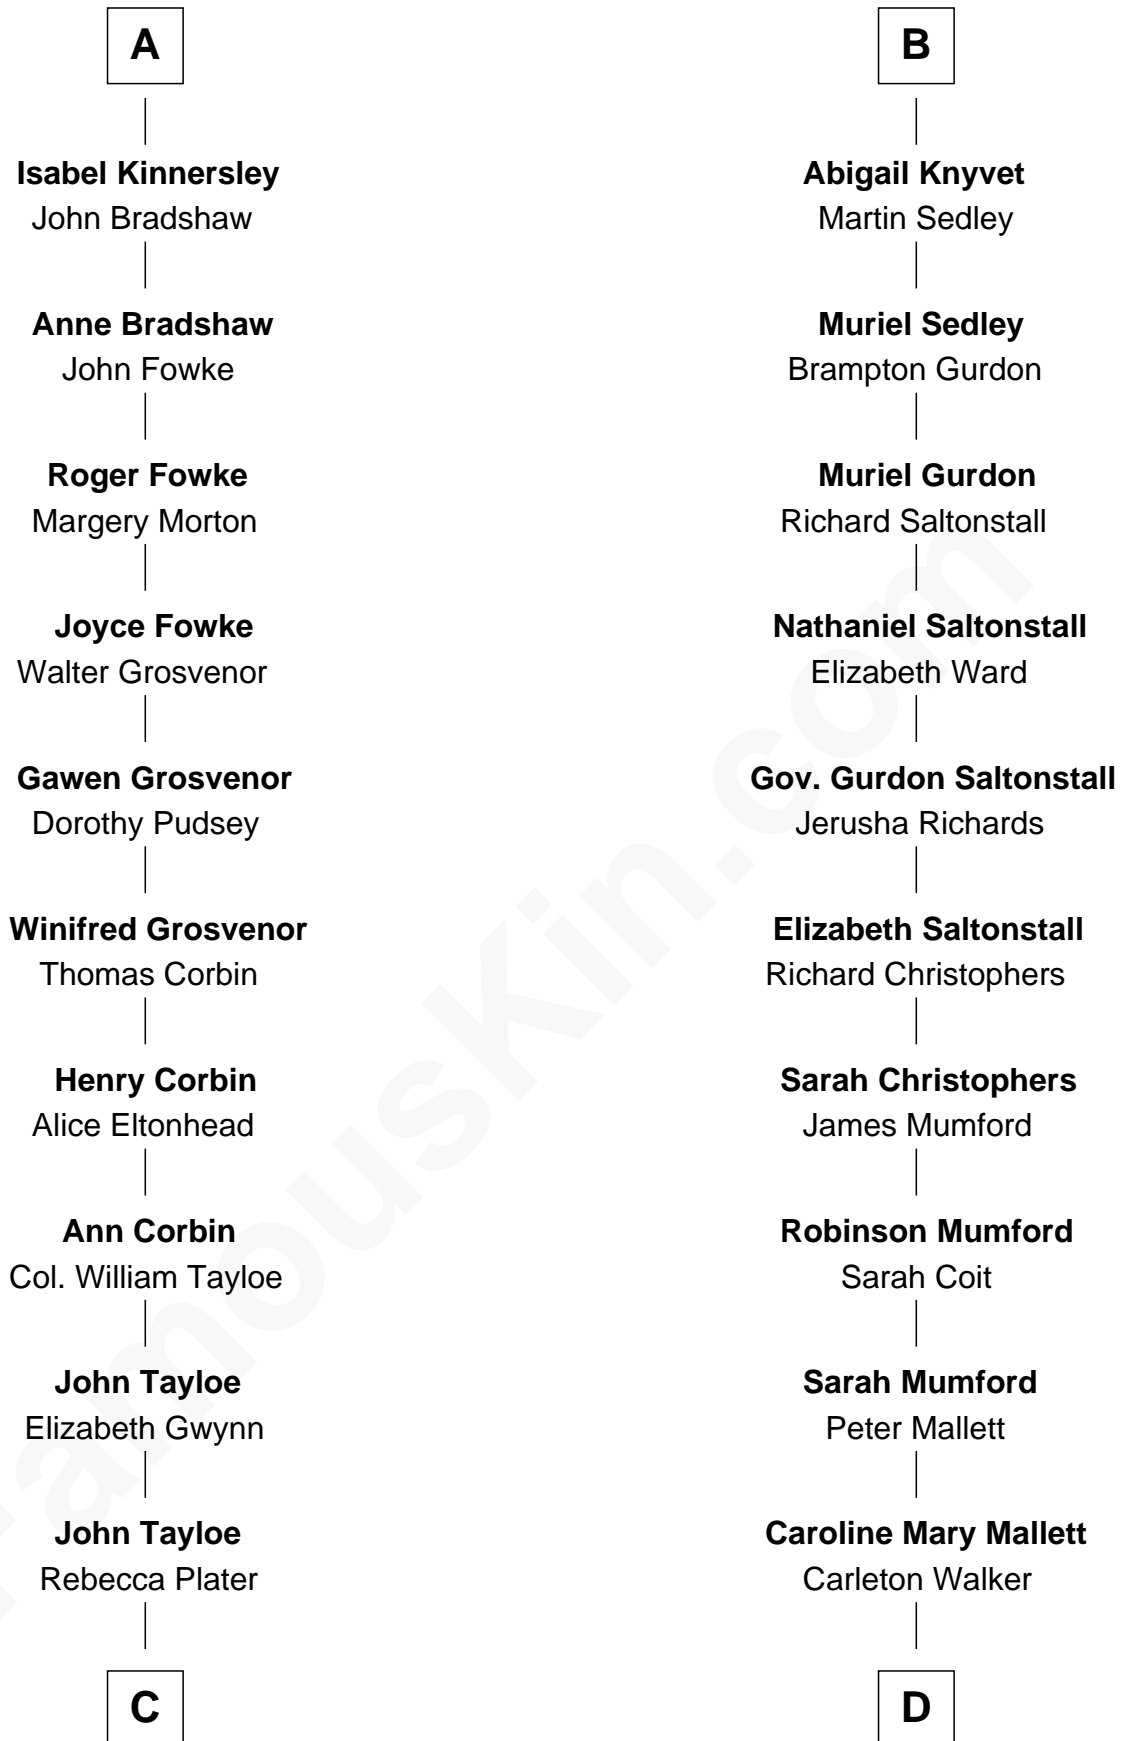 A
Isabel Kinnersley
John Bradshaw
Anne Bradshaw
John Fowke
Roger Fowke
Margery Morton
Joyce Fowke
Walter Grosvenor
Gawen Grosvenor
Dorothy Pudsey
Winifred Grosvenor
Thomas Corbin
Henry Corbin
Alice Eltonhead
Ann Corbin
Col. William Tayloe
John Tayloe
Elizabeth Gwynn
John Tayloe
Rebecca Plater
C
B
Abigail Knyvet
Martin Sedley
Muriel Sedley
Brampton Gurdon
Muriel Gurdon
Richard Saltonstall
Nathaniel Saltonstall
Elizabeth Ward
Gov. Gurdon Saltonstall
Jerusha Richards
Elizabeth Saltonstall
Richard Christophers
Sarah Christophers
James Mumford
Robinson Mumford
Sarah Coit
Sarah Mumford
Peter Mallett
Caroline Mary Mallett
Carleton Walker
D
FamousKin.com